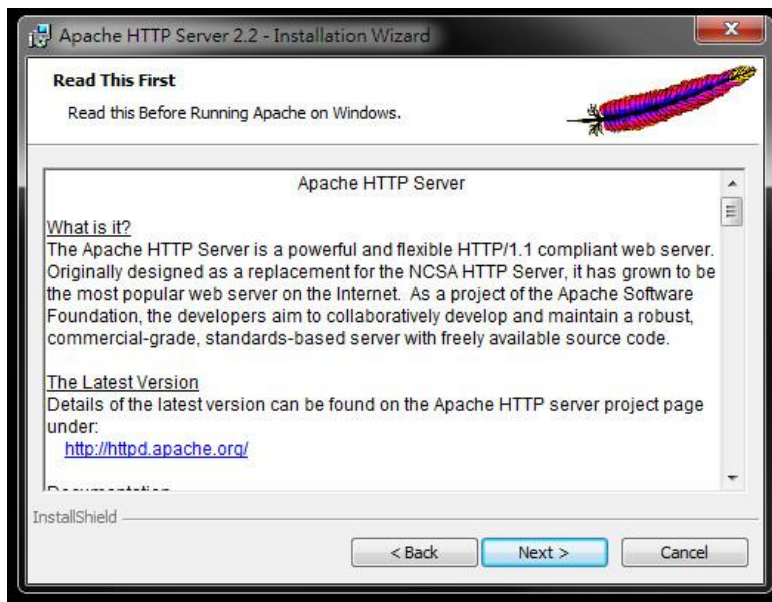 Apache HTTP Server 2.2 - Installation Wizard
Read This First
Read this Before Running Apache on Windows.
Apache HTTP Server
What is it?
The Apache HTTP Server is a powerful and flexible HTTP/1.1 compliant web server.
Originally designed as a replacement for the NCSA HTTP Server, it has grown to be
the most popular web server on the Internet.  As a project of the Apache Software
Foundation, the developers aim to collaboratively develop and maintain a robust,
commercial-grade, standards-based server with freely available source code.
The Latest Version
Details of the latest version can be found on the Apache HTTP server project page
under:
http://httpd.apache.org/
Documentation
InstallShield
< Back
Next >
Cancel